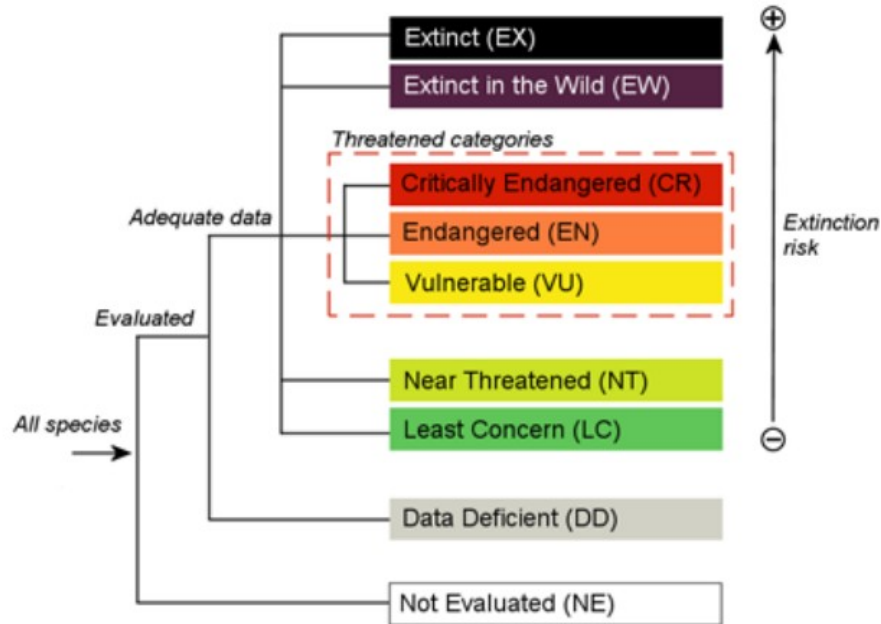 Extinct (EX)
Extinct in the Wild (EW)
Threatened categories
Critically Endangered (CR)
Adequate data
Endangered (EN)
Extinction
risk
Vulnerable (VU)
Evaluated
Near Threatened (NT)
All species
Least Concern (LC)
Data Deficient (DD)
Not Evaluated (NE)